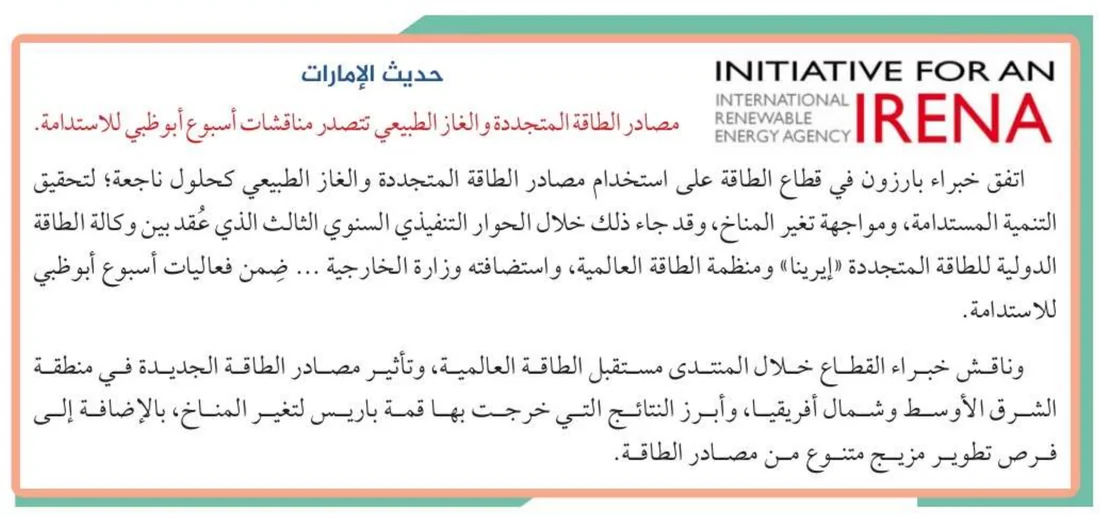 حديث الإمارات
INITIATIVE FOR AN
INTERNATIONAL
RENEWABLE
ENERGY AGENCY
IRENA
مصادر الطاقة المتجددة والغاز الطبيعي تتصدر مناقشات أسبوع أبوظبي للاستدامة.
اتفق خبراء بارزون في قطاع الطاقة على استخدام مصادر الطاقة المتجددة والغاز الطبيعي كحلول ناجعة؛ لتحقيق
التنمية المستدامة، ومواجهة تغير المناخ، وقد جاء ذلك خلال الحوار التنفيذي السنوي الثالث الذي عُقد بين وكالة الطاقة
الدولية للطاقة المتجددة «إيرينا» ومنظمة الطاقة العالمية، واستضافته وزارة الخارجية ... ضِمن فعاليات أسبوع أبوظبي
للاستدامة.
وناقش خبراء القطاع خلال المنتدى مستقبل الطاقة العالمية، وتأثير مصادر الطاقة الجديدة في منطقة
الشرق الأوسط وشمال أفريقيا، وأبرز النتائج التي خرجت بها قمة باريس لتغير المناخ، بالإضافة إلى
فرص تطوير مزيج متنوع من مصادر الطاقة.